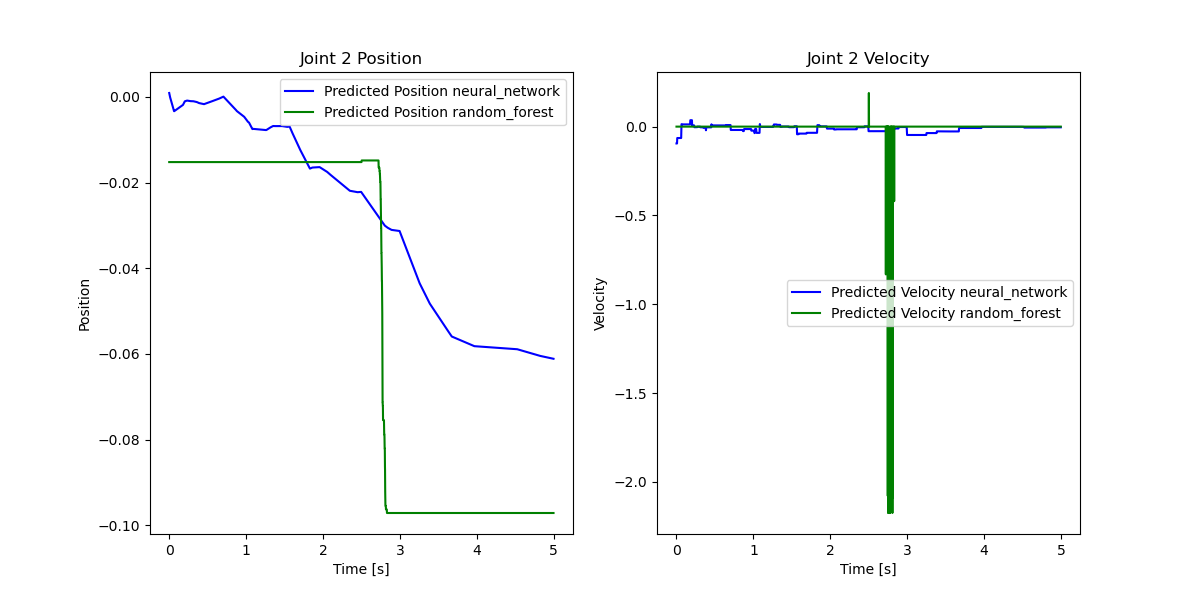 Joint 2 Position
Predicted Position neural_network
Predicted Position random_forest
0.00
−0.02
−0.04
−0.06
−0.08
−0.10
Position
0 1 2 3 4 5
Time [s]
Joint 2 Velocity
Predicted Velocity neural_network
Predicted Velocity random_forest
0.0
−0.5
−1.0
−1.5
−2.0
Velocity
0 1 2 3 4 5
Time [s]